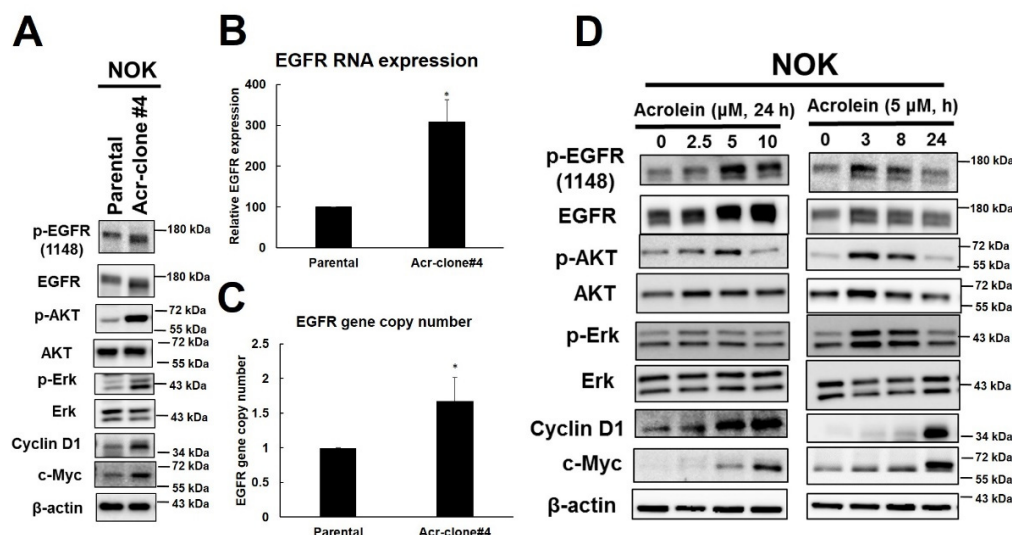 A
NOK
Parental
Acr-clone #4
p-EGFR
(1148)
180 kDa
EGFR
180 kDa
p-AKT
72 kDa
55 kDa
AKT
72 kDa
55 kDa
p-Erk
43 kDa
Erk
43 kDa
Cyclin D1
34 kDa
c-Myc
72 kDa
55 kDa
β-actin
43 kDa
B
EGFR RNA expression
Relative EGFR expression
400
300
200
100
0
*
Parental
Acr-clone#4
C
EGFR gene copy number
EGFR gene copy number
2.5
2
1.5
1
0.5
0
*
Parental
Acr-clone#4
D
NOK
Acrolein (μM, 24 h)
Acrolein (5 μM, h)
0 2.5 5 10
0 3 8 24
p-EGFR
(1148)
180 kDa
EGFR
180 kDa
p-AKT
72 kDa
55 kDa
AKT
72 kDa
55 kDa
p-Erk
43 kDa
Erk
43 kDa
Cyclin D1
34 kDa
c-Myc
72 kDa
55 kDa
β-actin
43 kDa